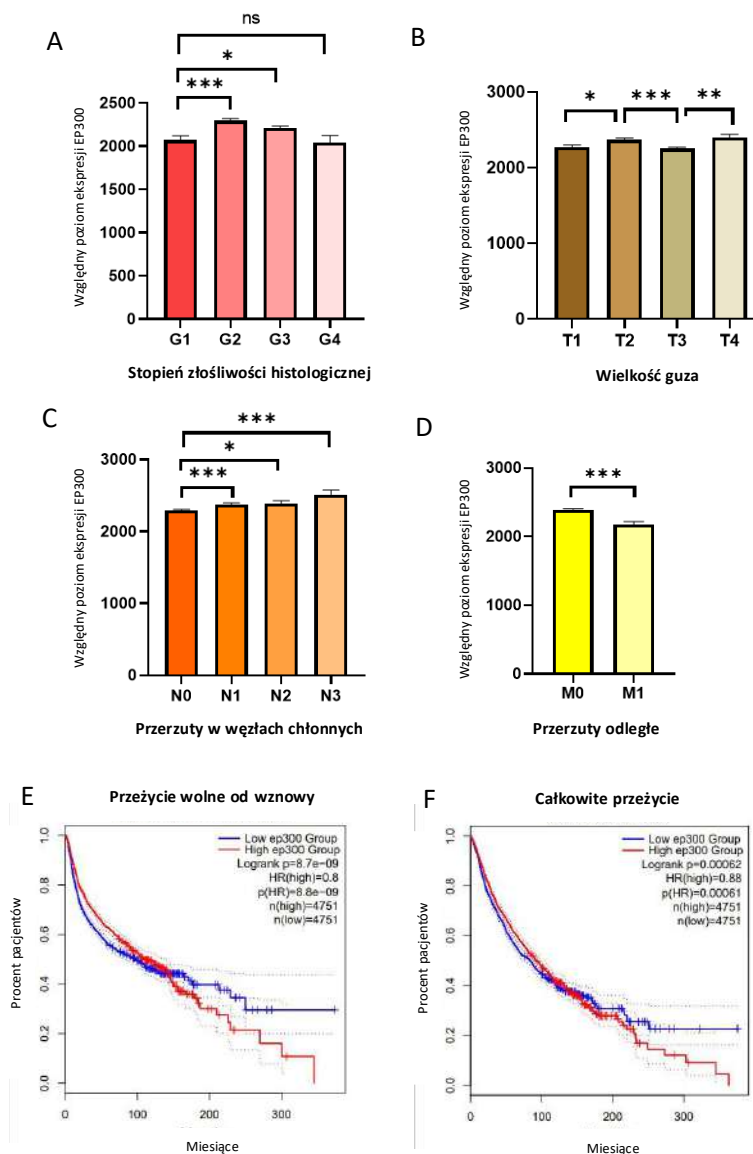 A
ns
*
***
Względny poziom ekspresji EP300
2500
2000
1500
1000
500
0
G1 G2 G3 G4
Stopień złośliwości histologicznej
B
* *** **
Względny poziom ekspresji EP300
3000
2000
1000
0
T1 T2 T3 T4
Wielkość guza
C
***
*
***
Względny poziom ekspresji EP300
3000
2000
1000
0
N0 N1 N2 N3
Przerzuty w węzłach chłonnych
D
***
Względny poziom ekspresji EP300
3000
2000
1000
0
M0 M1
Przerzuty odległe
E
Przeżycie wolne od wznowy
Low ep300 Group
High ep300 Group
Logrank p=8.7e−09
HR(high)=0.8
p(HR)=8.8e−09
n(high)=4751
n(low)=4751
Procent pacjentów
1.0
0.8
0.6
0.4
0.2
0.0
0 100 200 300
Miesiące
F
Całkowite przeżycie
Low ep300 Group
High ep300 Group
Logrank p=0.00062
HR(high)=0.88
p(HR)=0.00061
n(high)=4751
n(low)=4751
Procent pacjentów
1.0
0.8
0.6
0.4
0.2
0.0
0 100 200 300
Miesiące